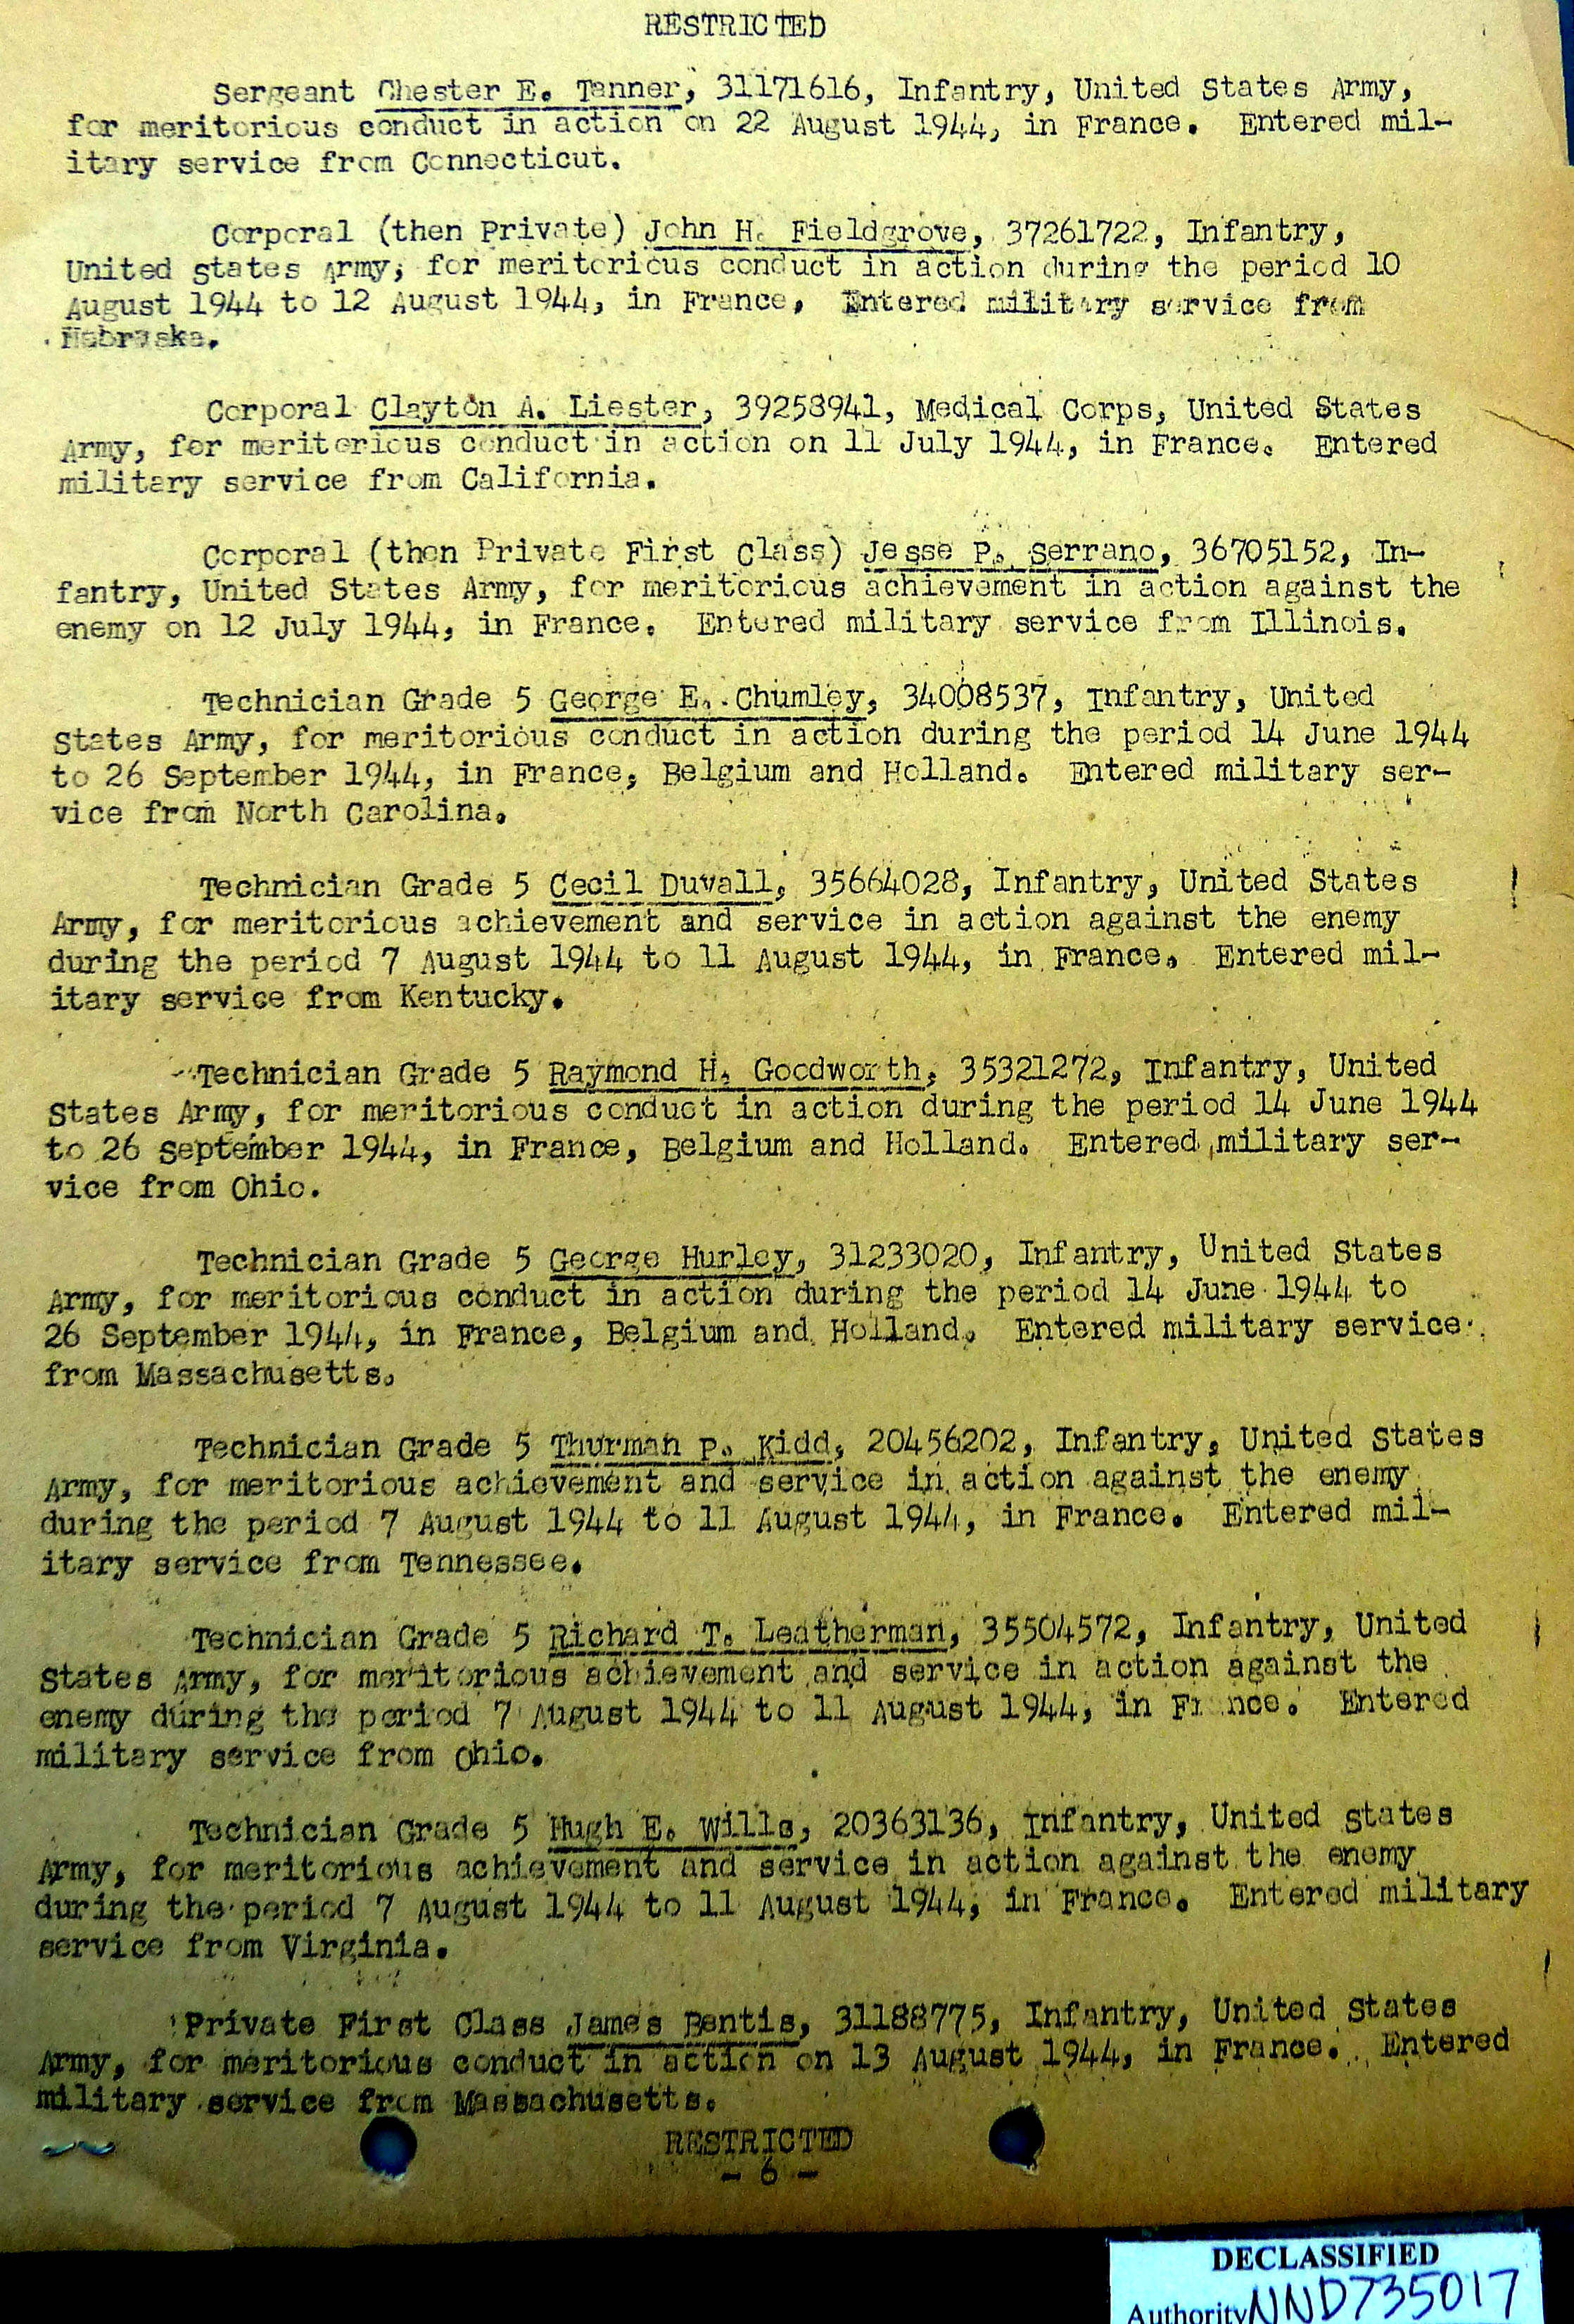 RESTRICTED
Sergeant Chester E. Tanner, 31171616, Infantry, United States Army,
for meritorious conduct in action on 22 August 1944, in France. Entered mil-
itary service from Connecticut.
Corporal (then Private) John H. Fieldgrove, 37261722, Infantry,
United States Army, for meritorious conduct in action during the period 10
August 1944 to 12 August 1944, in France. Entered military service from
Nebraska.
Corporal Clayton A. Liester, 39258941, Medical Corps, United States
Army, for meritorious conduct in action on 11 July 1944, in France. Entered
military service from California.
Corporal (then Private First Class) Jesse P. Serrano, 36705152, In-
fantry, United States Army, for meritorious achievement in action against the
enemy on 12 July 1944, in France. Entered military service from Illinois.
Technician Grade 5 George E. Chumley, 34008537, Infantry, United
States Army, for meritorious conduct in action during the period 14 June 1944
to 26 September 1944, in France, Belgium and Holland. Entered military ser-
vice from North Carolina.
Technician Grade 5 Cecil Duvall, 35664028, Infantry, United States
Army, for meritorious achievement and service in action against the enemy
during the period 7 August 1944 to 11 August 1944, in France. Entered mil-
itary service from Kentucky.
Technician Grade 5 Raymond H. Goodworth, 35321272, Infantry, United
States Army, for meritorious conduct in action during the period 14 June 1944
to 26 September 1944, in France, Belgium and Holland. Entered military ser-
vice from Ohio.
Technician Grade 5 George Hurley, 31233020, Infantry, United States
Army, for meritorious conduct in action during the period 14 June 1944 to
26 September 1944, in France, Belgium and Holland. Entered military service
from Massachusetts.
Technician Grade 5 Thurman P. Kidd, 20456202, Infantry, United States
Army, for meritorious achievement and service in action against the enemy
during the period 7 August 1944 to 11 August 1944, in France. Entered mil-
itary service from Tennessee.
Technician Grade 5 Richard T. Leatherman, 35504572, Infantry, United
States Army, for meritorious achievement and service in action against the
enemy during the period 7 August 1944 to 11 August 1944, in France. Entered
military service from Ohio.
Technician Grade 5 Hugh E. Wills, 20363136, Infantry, United States
Army, for meritorious achievement and service in action against the enemy
during the period 7 August 1944 to 11 August 1944, in France. Entered military
service from Virginia.
Private First Class James Bentis, 31188775, Infantry, United States
Army, for meritorious conduct in action on 13 August 1944, in France. Entered
military service from Massachusetts.
RESTRICTED
- 6 -
DECLASSIFIED
Authority NND735017